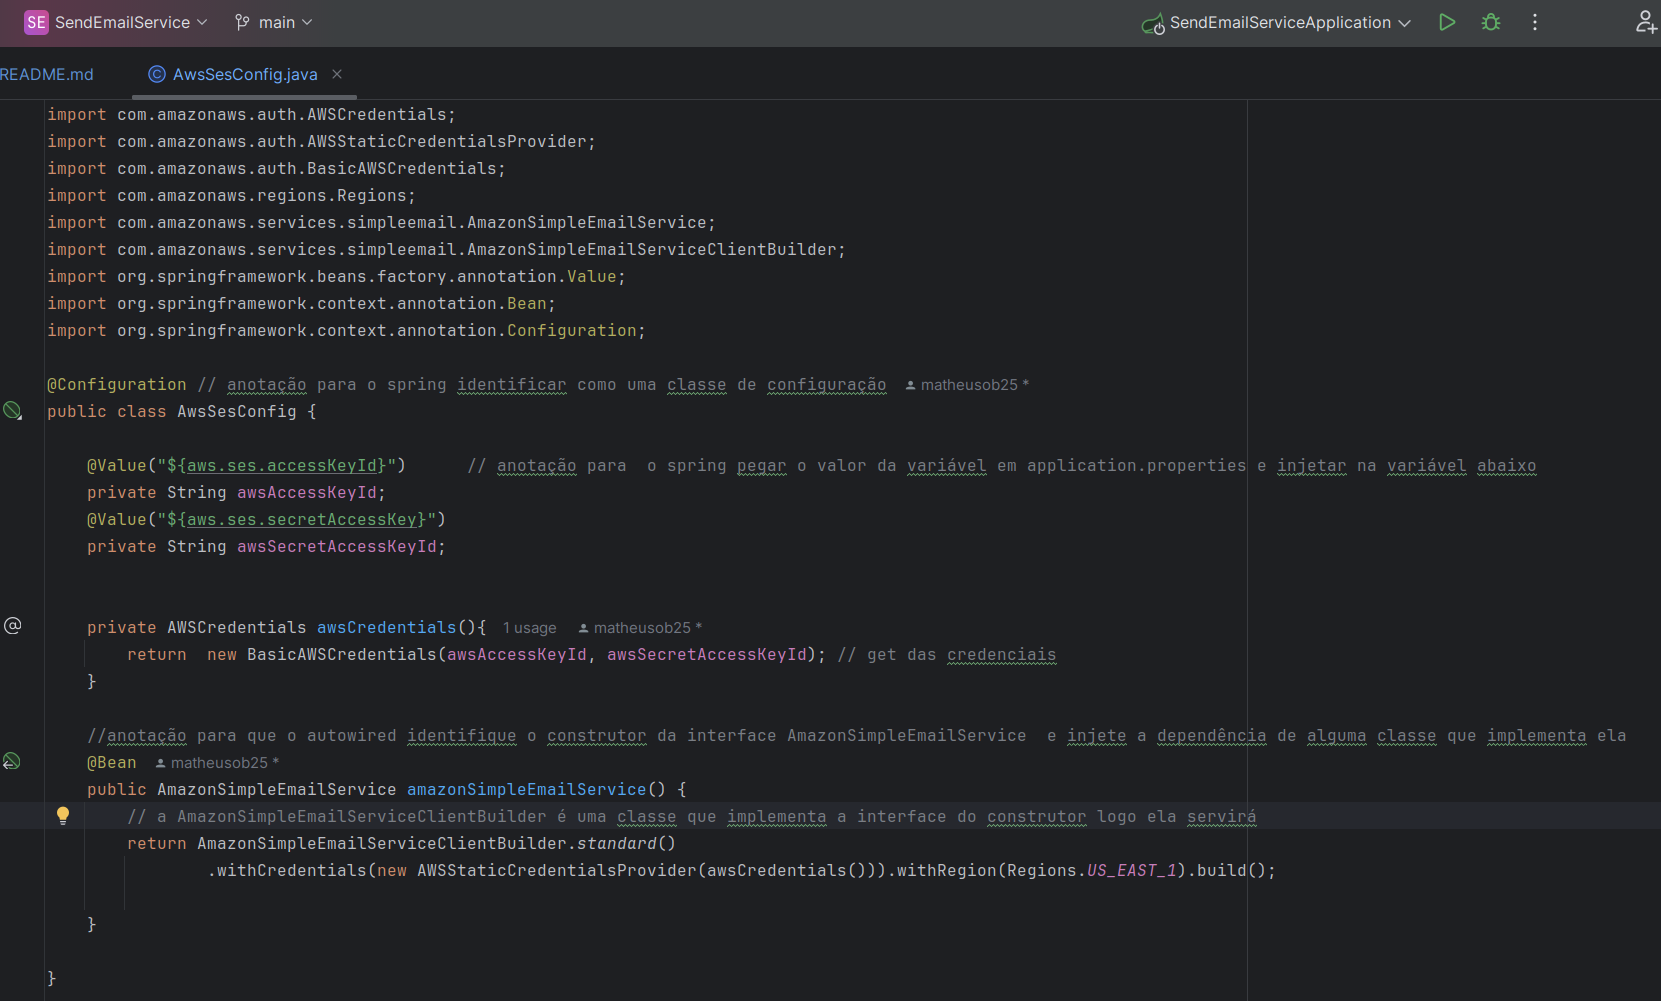 SE SendEmailService main SendEmailServiceApplication
README.md AwsSesConfig.java
import com.amazonaws.auth.AWSCredentials;
import com.amazonaws.auth.AWSStaticCredentialsProvider;
import com.amazonaws.auth.BasicAWSCredentials;
import com.amazonaws.regions.Regions;
import com.amazonaws.services.simpleemail.AmazonSimpleEmailService;
import com.amazonaws.services.simpleemail.AmazonSimpleEmailServiceClientBuilder;
import org.springframework.beans.factory.annotation.Value;
import org.springframework.context.annotation.Bean;
import org.springframework.context.annotation.Configuration;
@Configuration // anotação para o spring identificar como uma classe de configuração matheusob25 *
public class AwsSesConfig {
@Value("${aws.ses.accessKeyId}") // anotação para o spring pegar o valor da variável em application.properties e injetar na variável abaixo
private String awsAccessKeyId;
@Value("${aws.ses.secretAccessKey}")
private String awsSecretAccessKeyId;
private AWSCredentials awsCredentials(){ 1 usage matheusob25 *
return new BasicAWSCredentials(awsAccessKeyId, awsSecretAccessKeyId); // get das credenciais
}
//anotação para que o autowired identifique o construtor da interface AmazonSimpleEmailService e injete a dependência de alguma classe que implementa ela
@Bean matheusob25 *
public AmazonSimpleEmailService amazonSimpleEmailService() {
// a AmazonSimpleEmailServiceClientBuilder é uma classe que implementa a interface do construtor logo ela servirá
return AmazonSimpleEmailServiceClientBuilder.standard()
.withCredentials(new AWSStaticCredentialsProvider(awsCredentials())).withRegion(Regions.US_EAST_1).build();
}
}